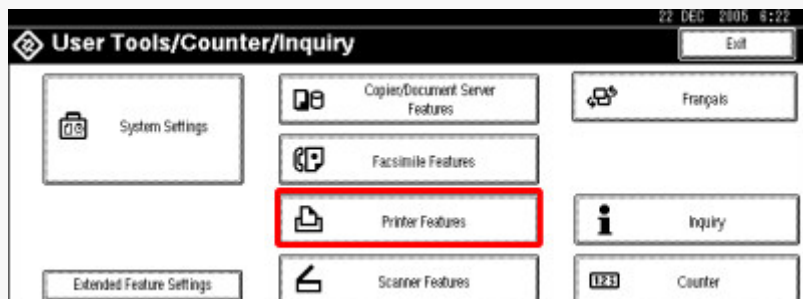 22 DEC 2005 6:22
User Tools/Counter/Inquiry
Exit
System Settings
Copier/Document Server
Features
Français
Facsimile Features
Printer Features
Inquiry
Extended Feature Settings
Scanner Features
123
Counter